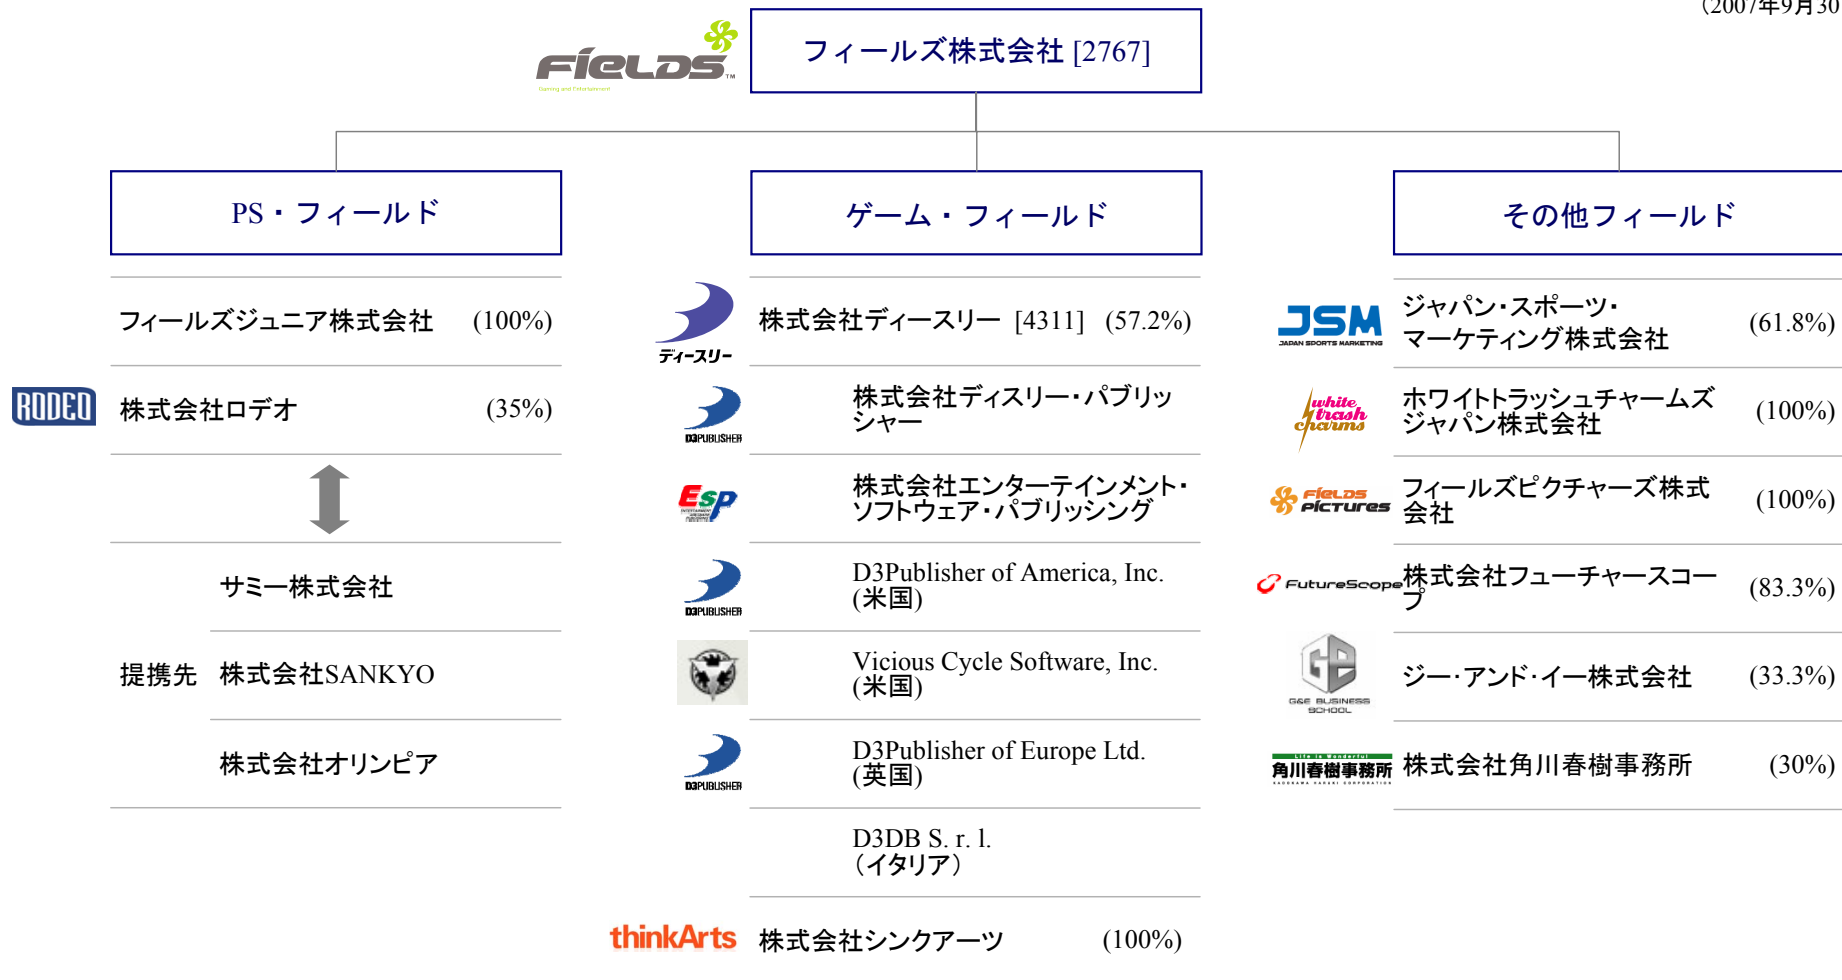 (2007年9月30
FIELDS™
Gaming and Entertainment
フィールズ株式会社 [2767]
PS・フィールド
フィールズジュニア株式会社 (100%)
RODEO
株式会社ロデオ (35%)
提携先
サミー株式会社
株式会社SANKYO
株式会社オリンピア
ゲーム・フィールド
ディースリー
株式会社ディースリー [4311] (57.2%)
D3PUBLISHER
株式会社ディスリー・パブリッ
シャー
ESP
株式会社エンターテインメント・
ソフトウェア・パブリッシング
D3PUBLISHER
D3Publisher of America, Inc.
(米国)
Vicious Cycle Software, Inc.
(米国)
D3PUBLISHER
D3Publisher of Europe Ltd.
(英国)
D3DB S. r. l.
（イタリア）
thinkArts
株式会社シンクアーツ (100%)
その他フィールド
JSM
JAPAN SPORTS MARKETING
ジャパン・スポーツ・
マーケティング株式会社 (61.8%)
white
trash
charms
ホワイトトラッシュチャームズ
ジャパン株式会社 (100%)
FIELDS
PICTURES
フィールズピクチャーズ株式
会社 (100%)
FutureScope
株式会社フューチャースコー
プ (83.3%)
GE
G&E BUSINESS
SCHOOL
ジー・アンド・イー株式会社 (33.3%)
Life is Wonderful
角川春樹事務所
KADOKAWA HARUKI CORPORATION
株式会社角川春樹事務所 (30%)